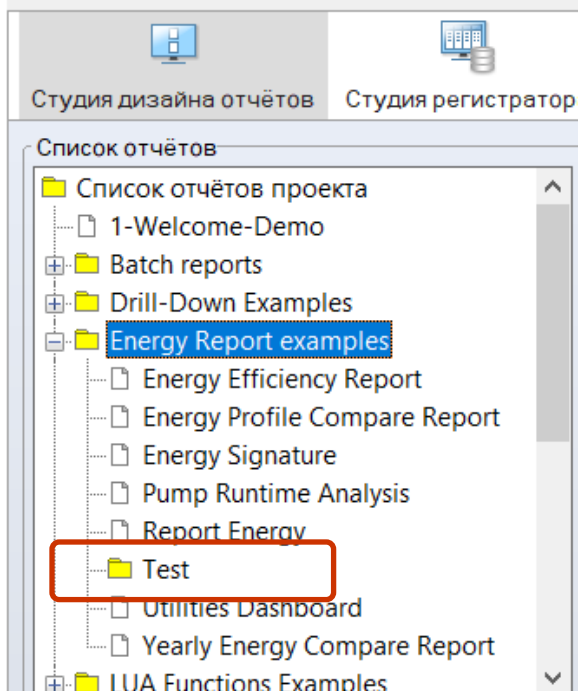 Студия дизайна отчётов
Студия регистратор
Список отчётов
Список отчётов проекта
1-Welcome-Demo
Batch reports
Drill-Down Examples
Energy Report examples
Energy Efficiency Report
Energy Profile Compare Report
Energy Signature
Pump Runtime Analysis
Report Energy
Test
Utilities Dashboard
Yearly Energy Compare Report
LUA Functions Examples